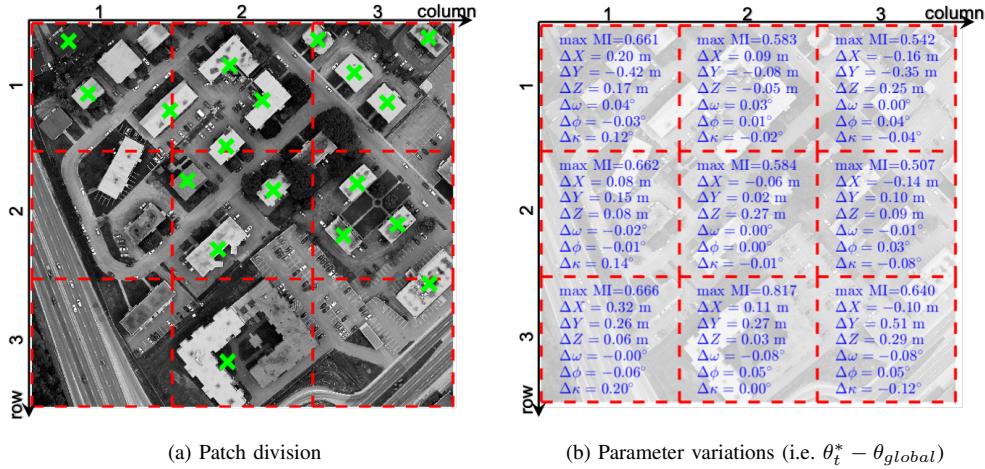 column
1 2 3
1
2
3
row
(a) Patch division
column
1 2 3
1
2
3
row
max MI=0.661
ΔX = 0.20 m
ΔY = −0.42 m
ΔZ = 0.17 m
Δω = 0.04°
Δϕ = −0.03°
Δκ = 0.12°
max MI=0.583
ΔX = 0.09 m
ΔY = −0.08 m
ΔZ = −0.05 m
Δω = 0.03°
Δϕ = 0.01°
Δκ = −0.02°
max MI=0.542
ΔX = −0.16 m
ΔY = −0.35 m
ΔZ = 0.25 m
Δω = 0.00°
Δϕ = 0.04°
Δκ = −0.04°
max MI=0.662
ΔX = 0.08 m
ΔY = 0.15 m
ΔZ = 0.08 m
Δω = −0.02°
Δϕ = −0.01°
Δκ = 0.14°
max MI=0.584
ΔX = −0.06 m
ΔY = 0.02 m
ΔZ = 0.27 m
Δω = 0.00°
Δϕ = 0.00°
Δκ = −0.01°
max MI=0.507
ΔX = −0.14 m
ΔY = 0.10 m
ΔZ = 0.09 m
Δω = −0.01°
Δϕ = 0.03°
Δκ = −0.08°
max MI=0.666
ΔX = 0.32 m
ΔY = 0.26 m
ΔZ = 0.06 m
Δω = −0.00°
Δϕ = −0.06°
Δκ = 0.20°
max MI=0.817
ΔX = 0.11 m
ΔY = 0.27 m
ΔZ = 0.03 m
Δω = −0.08°
Δϕ = 0.05°
Δκ = 0.00°
max MI=0.640
ΔX = −0.10 m
ΔY = 0.51 m
ΔZ = 0.29 m
Δω = −0.08°
Δϕ = 0.05°
Δκ = −0.12°
(b) Parameter variations (i.e. θ*t − θglobal)